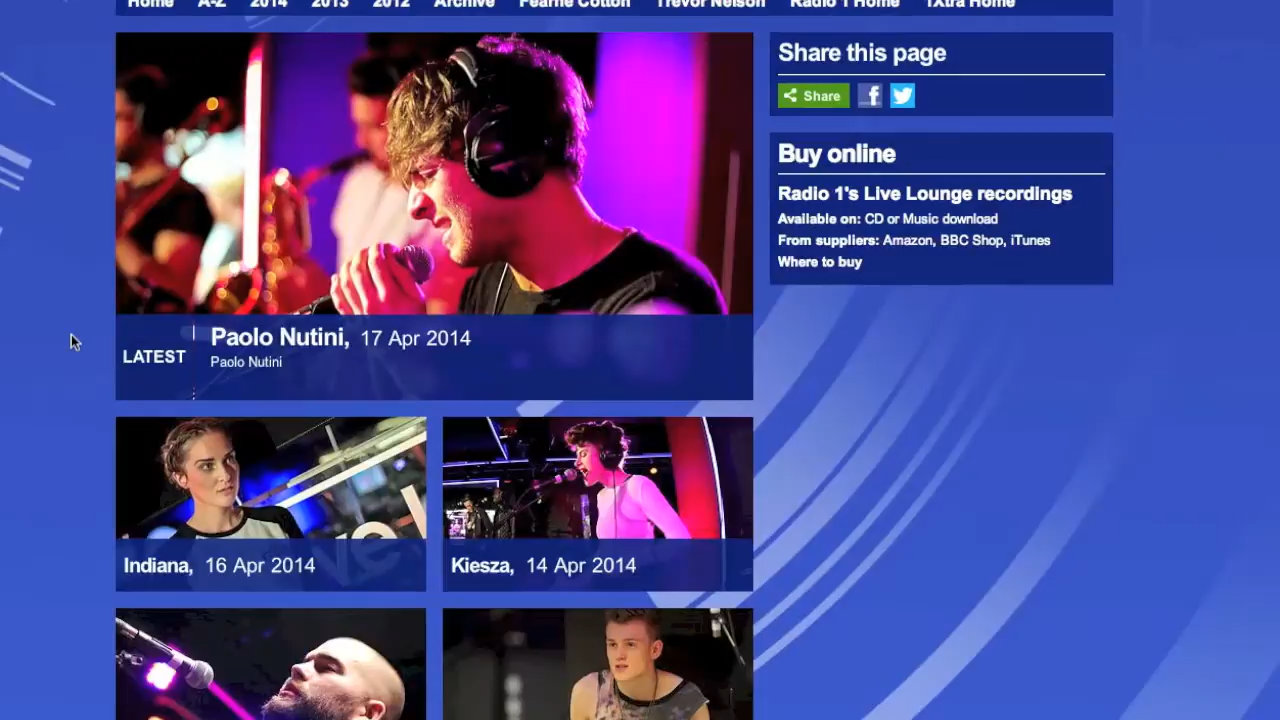 Home A-Z 2014 2013 2012 Archive Fearne Cotton Trevor Nelson Radio 1 Home 1Xtra Home
Share this page
Share
Buy online
Radio 1's Live Lounge recordings
Available on: CD or Music download
From suppliers: Amazon, BBC Shop, iTunes
Where to buy
LATEST
Paolo Nutini, 17 Apr 2014
Paolo Nutini
Indiana, 16 Apr 2014
Kiesza, 14 Apr 2014